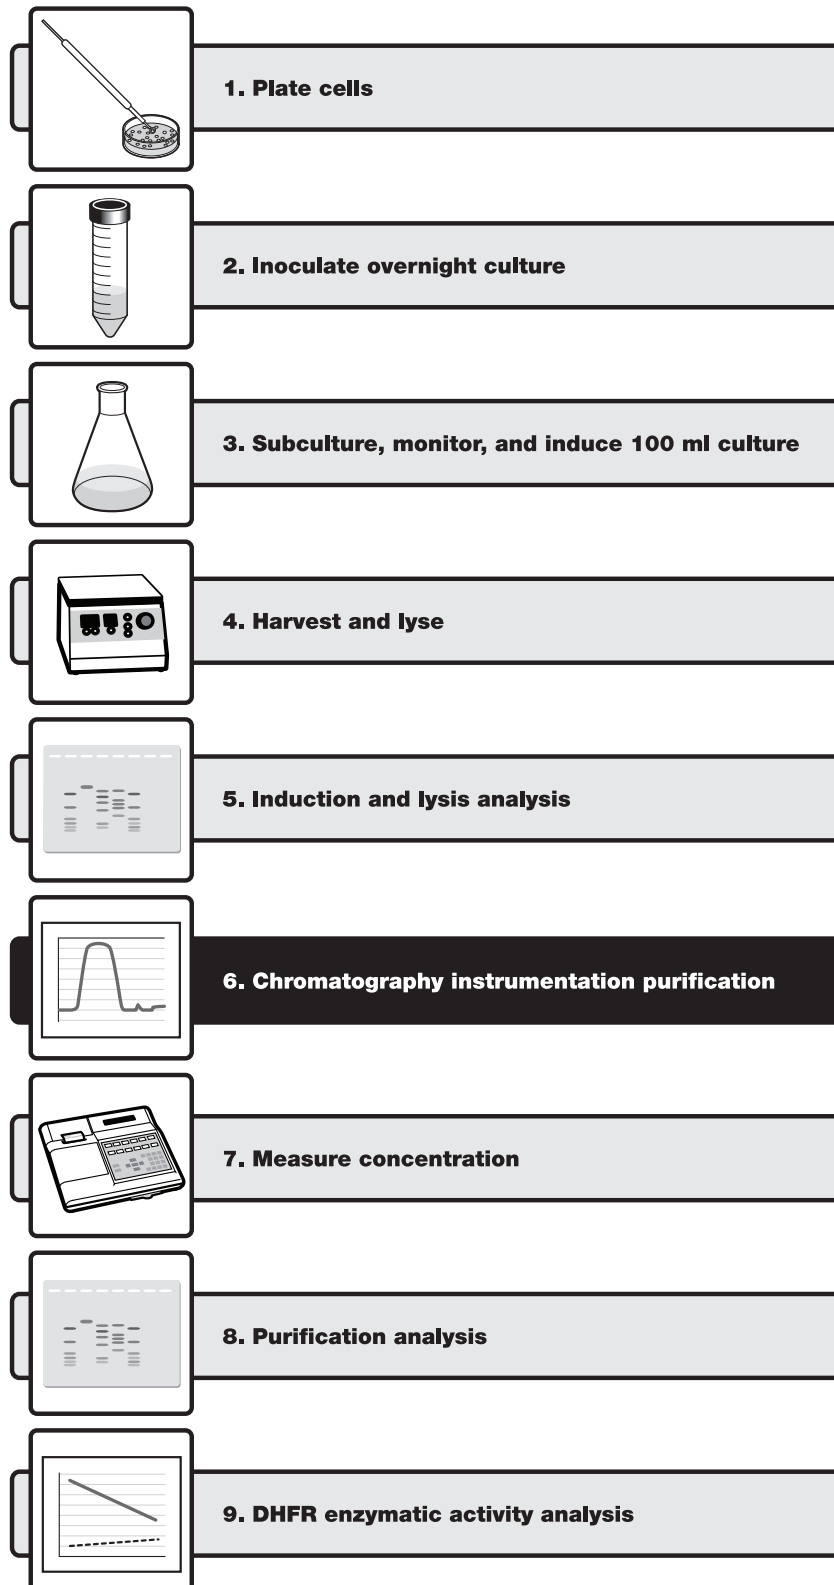 1. Plate cells
2. Inoculate overnight culture
3. Subculture, monitor, and induce 100 ml culture
4. Harvest and lyse
5. Induction and lysis analysis
6. Chromatography instrumentation purification
7. Measure concentration
8. Purification analysis
9. DHFR enzymatic activity analysis